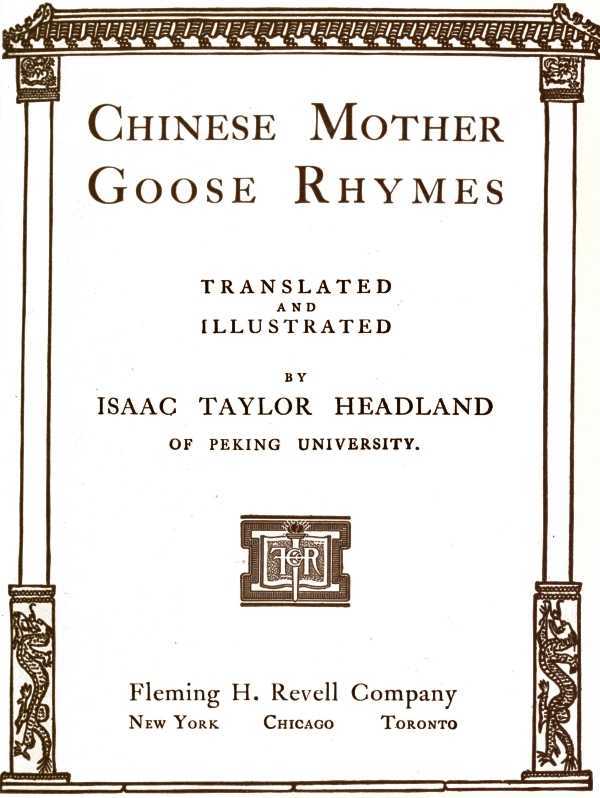 CHINESE MOTHER
GOOSE RHYMES
TRANSLATED
AND
ILLUSTRATED
BY
ISAAC TAYLOR HEADLAND
OF PEKING UNIVERSITY.
FHR
Fleming H. Revell Company
NEW YORK CHICAGO TORONTO